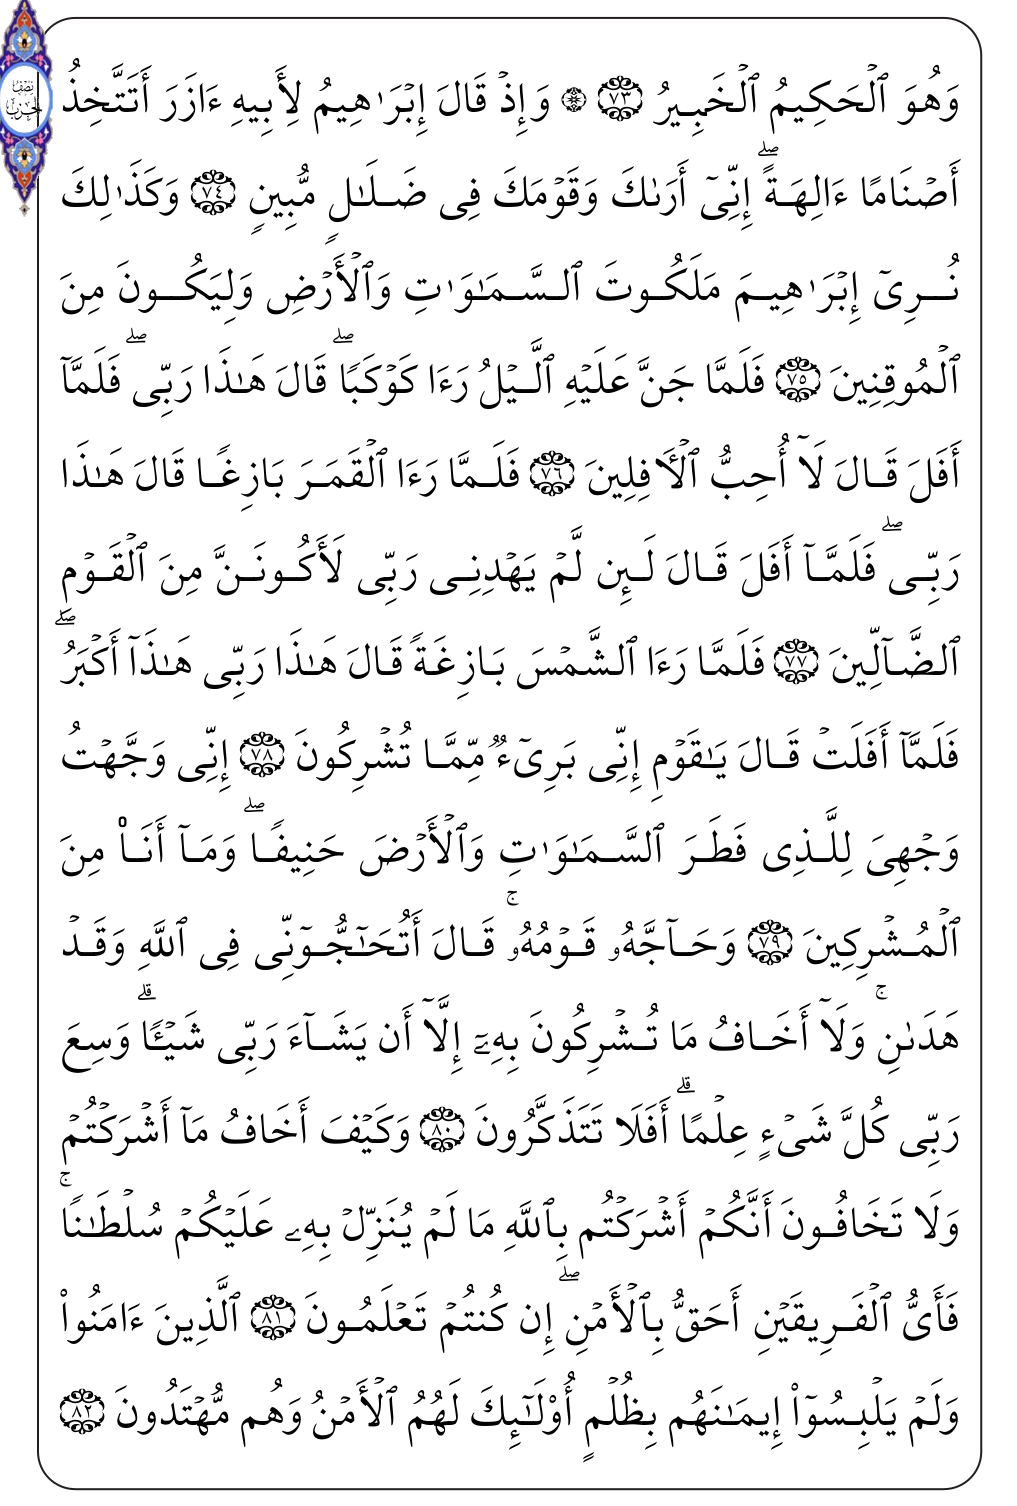 وَهُوَ ٱلْحَكِيمُ ٱلْخَبِيرُ ٧٣ ۞ وَإِذْ قَالَ إِبْرَٰهِيمُ لِأَبِيهِ ءَازَرَ أَتَتَّخِذُ
نصف الحزب
أَصْنَامًا ءَالِهَةً ۖ إِنِّىٓ أَرَىٰكَ وَقَوْمَكَ فِى ضَلَـٰلٍ مُّبِينٍ ٧٤ وَكَذَٰلِكَ
نُرِىٓ إِبْرَٰهِيمَ مَلَكُوتَ ٱلسَّمَـٰوَٰتِ وَٱلْأَرْضِ وَلِيَكُونَ مِنَ
ٱلْمُوقِنِينَ ٧٥ فَلَمَّا جَنَّ عَلَيْهِ ٱلَّيْلُ رَءَا كَوْكَبًا ۖ قَالَ هَـٰذَا رَبِّى ۖ فَلَمَّآ
أَفَلَ قَالَ لَآ أُحِبُّ ٱلْـَٔافِلِينَ ٧٦ فَلَمَّا رَءَا ٱلْقَمَرَ بَازِغًا قَالَ هَـٰذَا
رَبِّى ۖ فَلَمَّآ أَفَلَ قَالَ لَئِن لَّمْ يَهْدِنِى رَبِّى لَأَكُونَنَّ مِنَ ٱلْقَوْمِ
ٱلضَّآلِّينَ ٧٧ فَلَمَّا رَءَا ٱلشَّمْسَ بَازِغَةً قَالَ هَـٰذَا رَبِّى هَـٰذَآ أَكْبَرُ ۖ
فَلَمَّآ أَفَلَتْ قَالَ يَـٰقَوْمِ إِنِّى بَرِىٓءٌ مِّمَّا تُشْرِكُونَ ٧٨ إِنِّى وَجَّهْتُ
وَجْهِىَ لِلَّذِى فَطَرَ ٱلسَّمَـٰوَٰتِ وَٱلْأَرْضَ حَنِيفًا ۖ وَمَآ أَنَا۠ مِنَ
ٱلْمُشْرِكِينَ ٧٩ وَحَآجَّهُۥ قَوْمُهُۥ ۚ قَالَ أَتُحَـٰٓجُّوٓنِّى فِى ٱللَّهِ وَقَدْ
هَدَىٰنِ ۚ وَلَآ أَخَافُ مَا تُشْرِكُونَ بِهِۦٓ إِلَّآ أَن يَشَآءَ رَبِّى شَيْـًٔا ۗ وَسِعَ
رَبِّى كُلَّ شَىْءٍ عِلْمًا ۗ أَفَلَا تَتَذَكَّرُونَ ٨٠ وَكَيْفَ أَخَافُ مَآ أَشْرَكْتُمْ
وَلَا تَخَافُونَ أَنَّكُمْ أَشْرَكْتُم بِٱللَّهِ مَا لَمْ يُنَزِّلْ بِهِۦ عَلَيْكُمْ سُلْطَـٰنًا ۚ
فَأَىُّ ٱلْفَرِيقَيْنِ أَحَقُّ بِٱلْأَمْنِ ۖ إِن كُنتُمْ تَعْلَمُونَ ٨١ ٱلَّذِينَ ءَامَنُوا۟
وَلَمْ يَلْبِسُوٓا۟ إِيمَـٰنَهُم بِظُلْمٍ أُو۟لَـٰٓئِكَ لَهُمُ ٱلْأَمْنُ وَهُم مُّهْتَدُونَ ٨٢